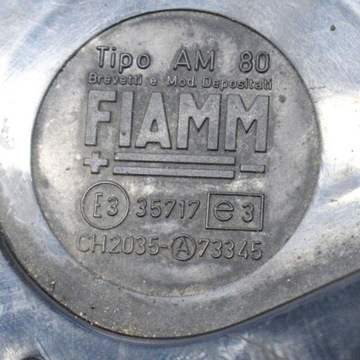 Tipo AM 80
Brevetti e Mod. Depositati
FIAMM
+ -
E3 35717 e3
CH2035-A73345